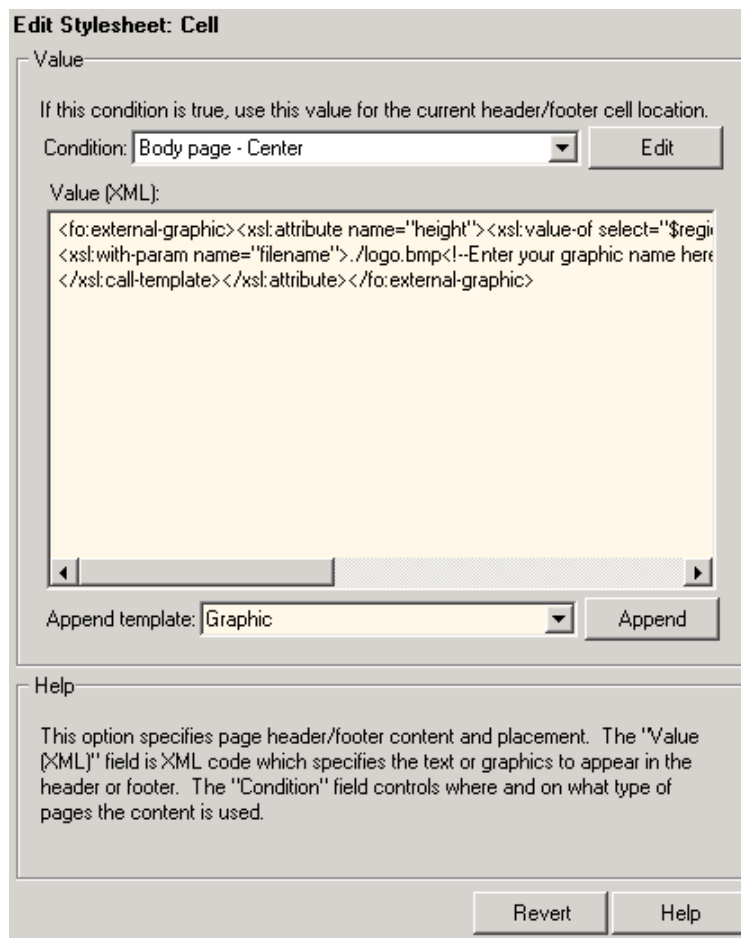 Edit Stylesheet: Cell
Value
If this condition is true, use this value for the current header/footer cell location.
Condition: Body page - Center Edit
Value (XML):
<fo:external-graphic><xsl:attribute name="height"><xsl:value-of select="$regi
<xsl:with-param name="filename">./logo.bmp<!--Enter your graphic name here
</xsl:call-template></xsl:attribute></fo:external-graphic>
Append template: Graphic Append
Help
This option specifies page header/footer content and placement. The "Value
(XML)" field is XML code which specifies the text or graphics to appear in the
header or footer. The "Condition" field controls where and on what type of
pages the content is used.
Revert Help